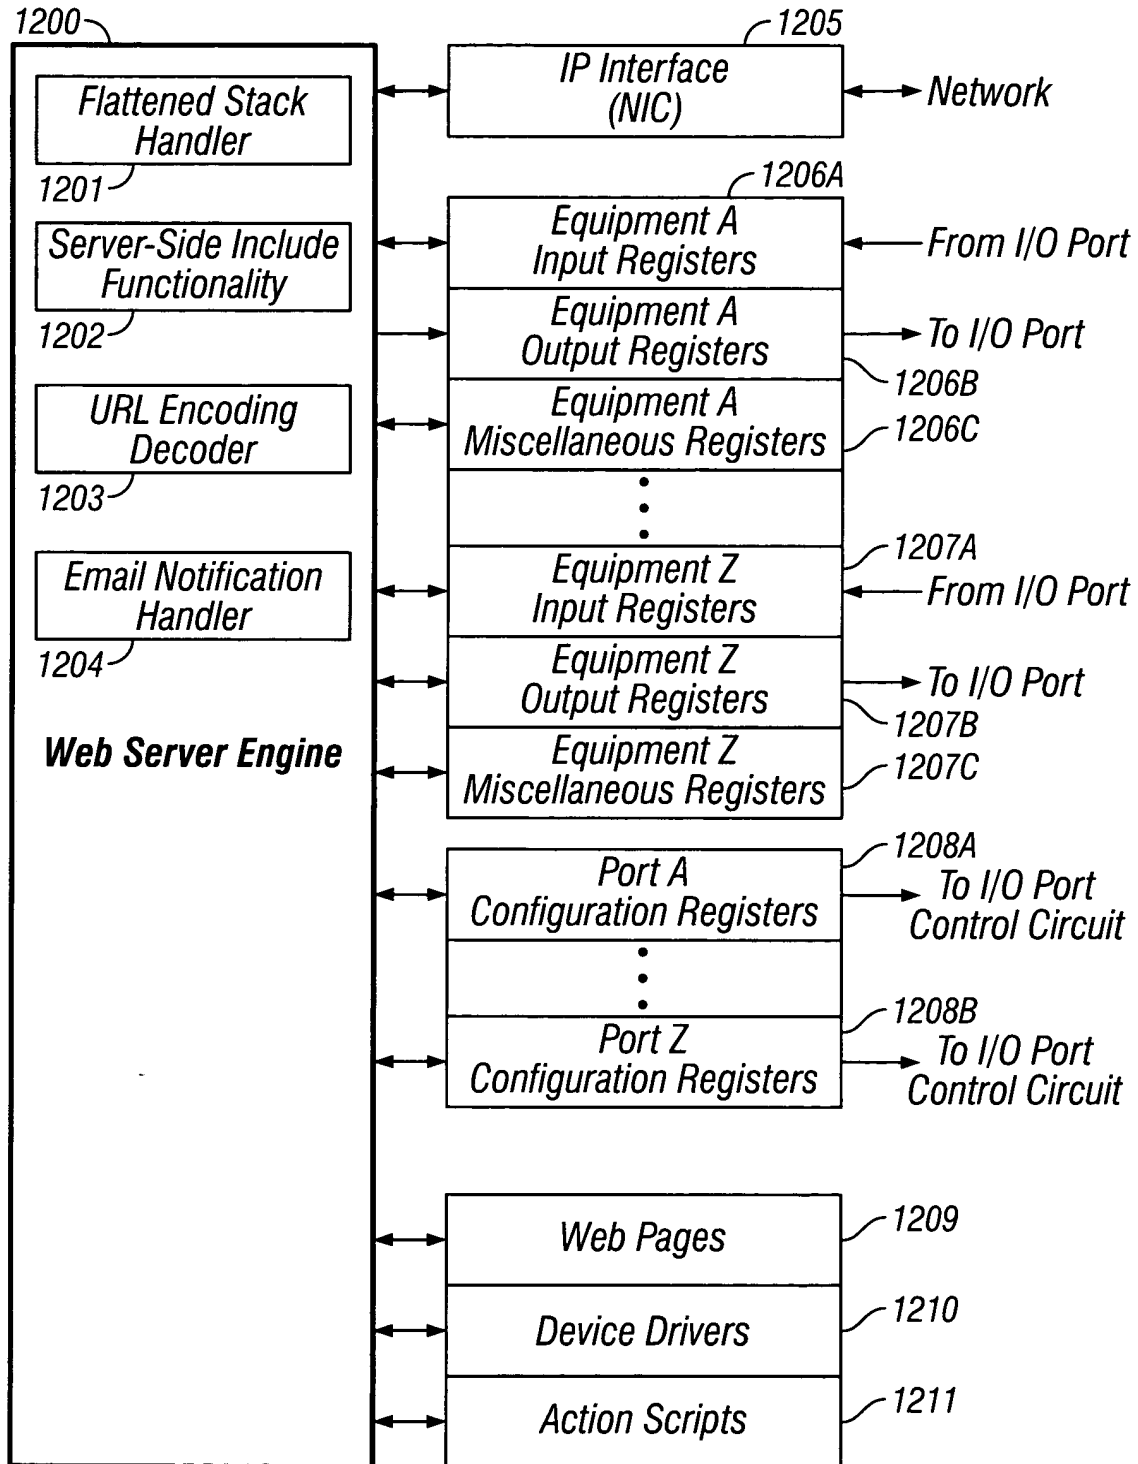 1200
Flattened Stack
Handler
1201
Server-Side Include
Functionality
1202
URL Encoding
Decoder
1203
Email Notification
Handler
1204
Web Server Engine
1205
IP Interface
(NIC)
Network
1206A
Equipment A
Input Registers
From I/O Port
Equipment A
Output Registers
To I/O Port
1206B
Equipment A
Miscellaneous Registers
1206C
1207A
Equipment Z
Input Registers
From I/O Port
Equipment Z
Output Registers
To I/O Port
1207B
Equipment Z
Miscellaneous Registers
1207C
1208A
Port A
Configuration Registers
To I/O Port
Control Circuit
1208B
Port Z
Configuration Registers
To I/O Port
Control Circuit
Web Pages
1209
Device Drivers
1210
Action Scripts
1211